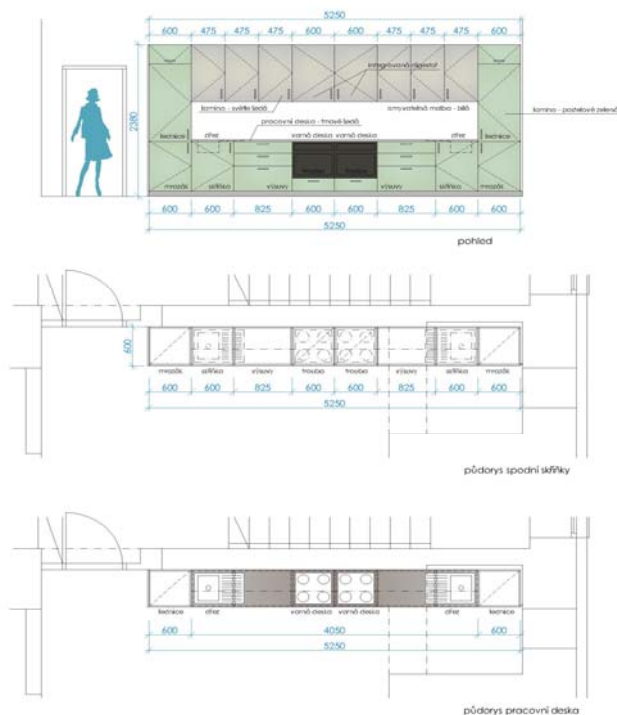 5250
600 475 475 475 600 600 475 475 475 600
integrovaná digestoř
lamino - světle šedá
omyvatelná malba - bílá
lamino - pastelově zelená
pracovní deska - tmavě šedá
2380
lednice dřez varná deska varná deska dřez lednice
mrazák skříňka výsuvy výsuvy skříňka mrazák
600 600 825 600 600 825 600 600
5250
pohled
600
mrazák skříňka výsuvy trouba trouba výsuvy skříňka mrazák
600 600 825 600 600 825 600 600
5250
půdorys spodní skříňky
lednice dřez varná deska varná deska dřez lednice
600 4050 600
5250
půdorys pracovní deska